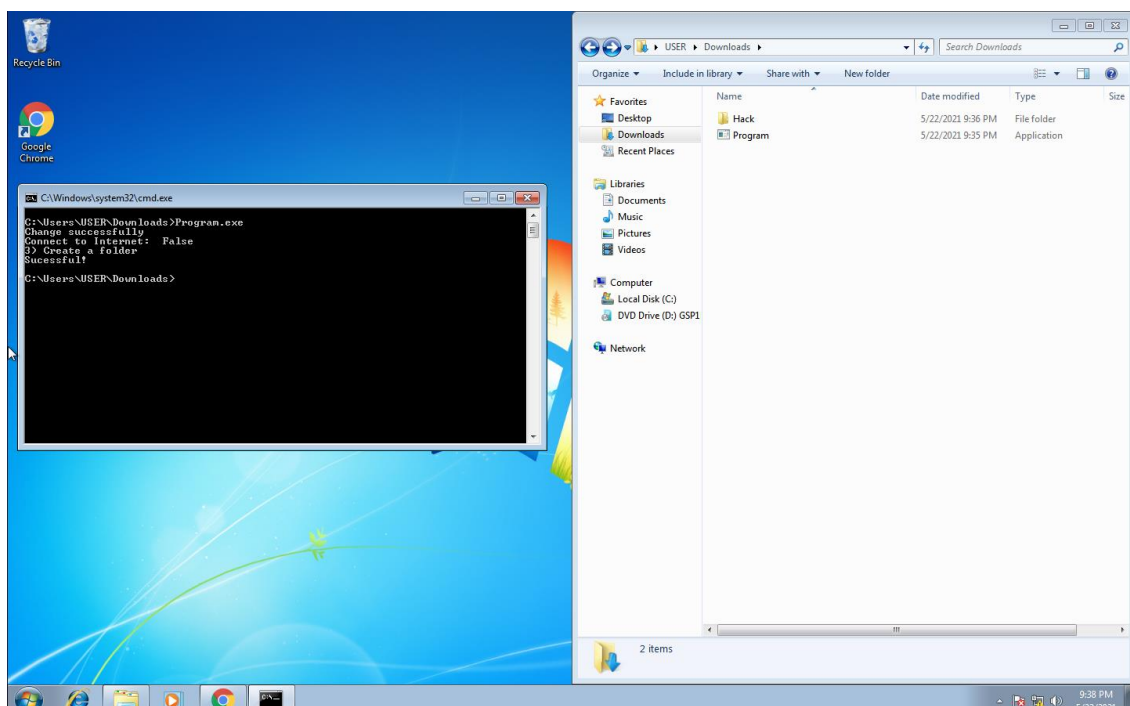 Recycle Bin
Google
Chrome
C:\Windows\system32\cmd.exe
C:\Users\USER\Downloads>Program.exe
Change successfully
Connect to Internet:  False
3) Create a folder
Sucessful!
C:\Users\USER\Downloads>
USER Downloads
Search Downloads
Organize Include in library Share with New folder
Name Date modified Type Size
Favorites
Desktop
Downloads
Recent Places
Libraries
Documents
Music
Pictures
Videos
Computer
Local Disk (C:)
DVD Drive (D:) GSP1
Network
Hack 5/22/2021 9:36 PM File folder
Program 5/22/2021 9:35 PM Application
2 items
9:38 PM